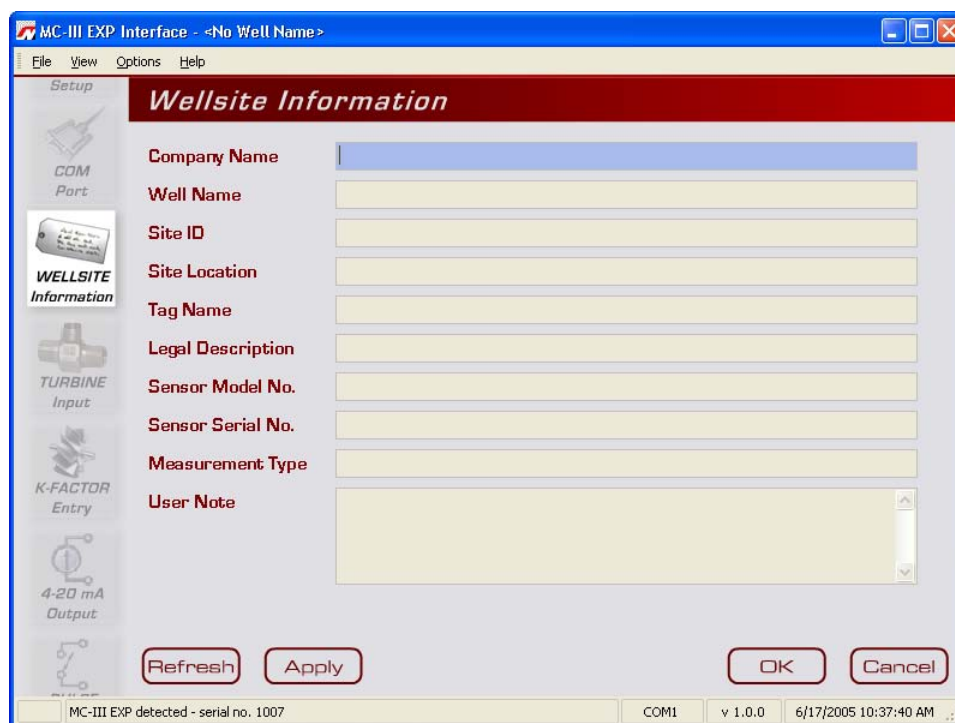 MC-III EXP Interface - <No Well Name>
File View Options Help
Setup
Wellsite Information
COM
Port
WELLSITE
Information
TURBINE
Input
K-FACTOR
Entry
4-20 mA
Output
Company Name
Well Name
Site ID
Site Location
Tag Name
Legal Description
Sensor Model No.
Sensor Serial No.
Measurement Type
User Note
Refresh Apply OK Cancel
MC-III EXP detected - serial no. 1007 COM1 v 1.0.0 6/17/2005 10:37:40 AM